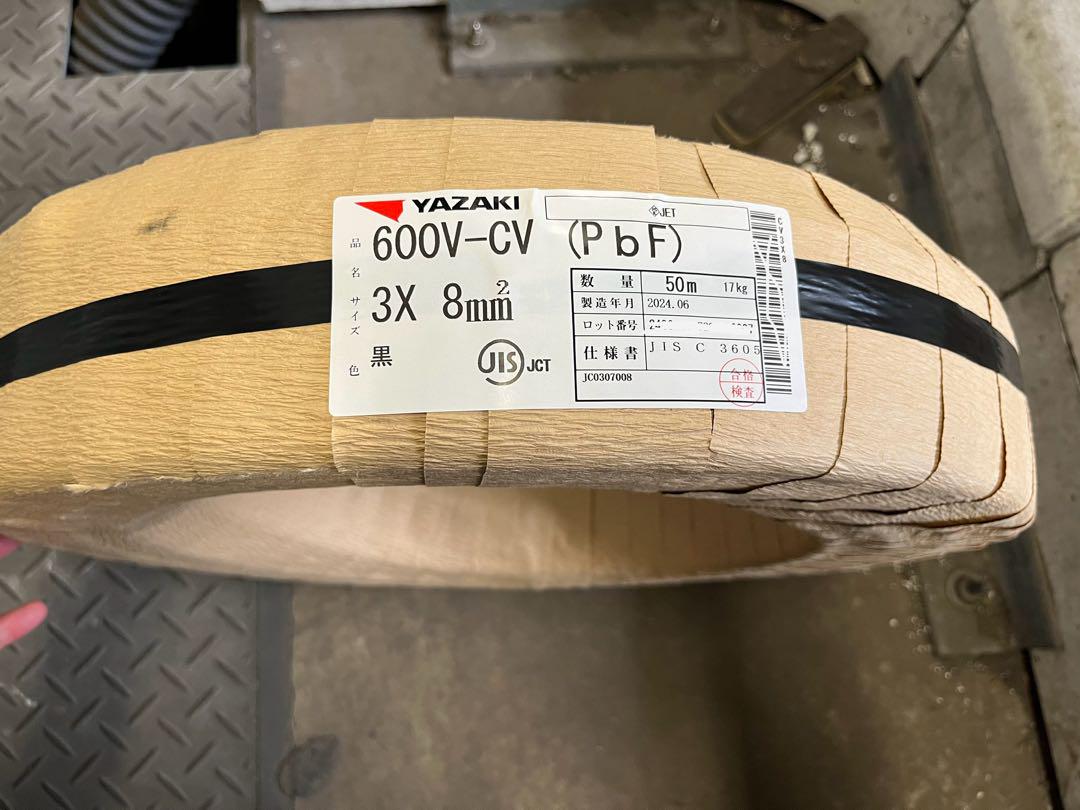 YAZAKI
JET
品名 600V-CV (PbF)
サイズ 3X 8mm²
色 黒
JIS JCT
数量 50m 17kg
製造年月 2024.06
ロット番号
仕様書 JIS C 3605
JC0307008
合格
検査
CV3X8